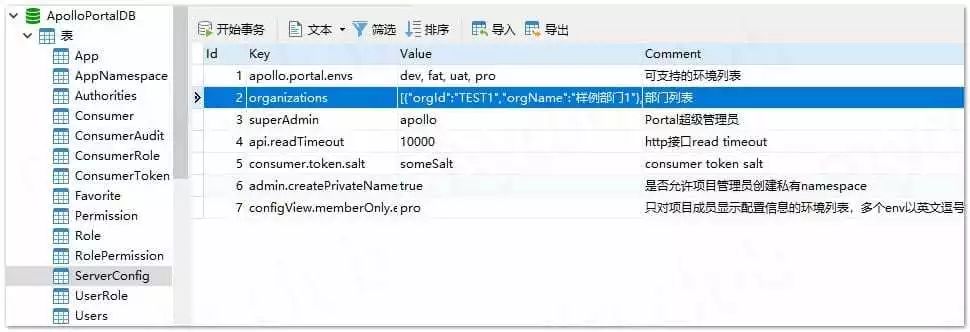 ApolloPortalDB
表
App
AppNamespace
Authorities
Consumer
ConsumerAudit
ConsumerRole
ConsumerToken
Favorite
Permission
Role
RolePermission
ServerConfig
UserRole
Users
开始事务 文本 筛选 排序 导入 导出
Id Key Value Comment
1 apollo.portal.envs dev, fat, uat, pro 可支持的环境列表
2 organizations [{"orgId":"TEST1","orgName":"样例部门1"}, 部门列表
3 superAdmin apollo Portal超级管理员
4 api.readTimeout 10000 http接口read timeout
5 consumer.token.salt someSalt consumer token salt
6 admin.createPrivateName true 是否允许项目管理员创建私有namespace
7 configView.memberOnly.e pro 只对项目成员显示配置信息的环境列表，多个env以英文逗号